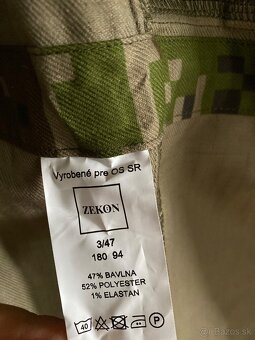 Vyrobené pre OS SR
ZEKON
3/47
180 94
47% BAVLNA
52% POLYESTER
1% ELASTAN
40
P
Bazos.sk